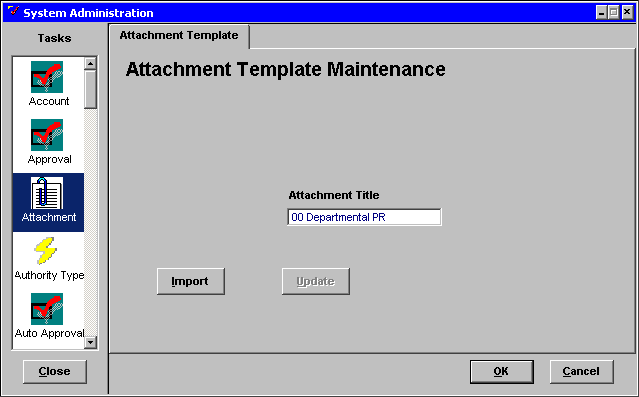 System Administration
Tasks
Account
Approval
Attachment
Authority Type
Auto Approval
Close
Attachment Template
Attachment Template Maintenance
Attachment Title
00 Departmental PR
Import
Update
OK
Cancel